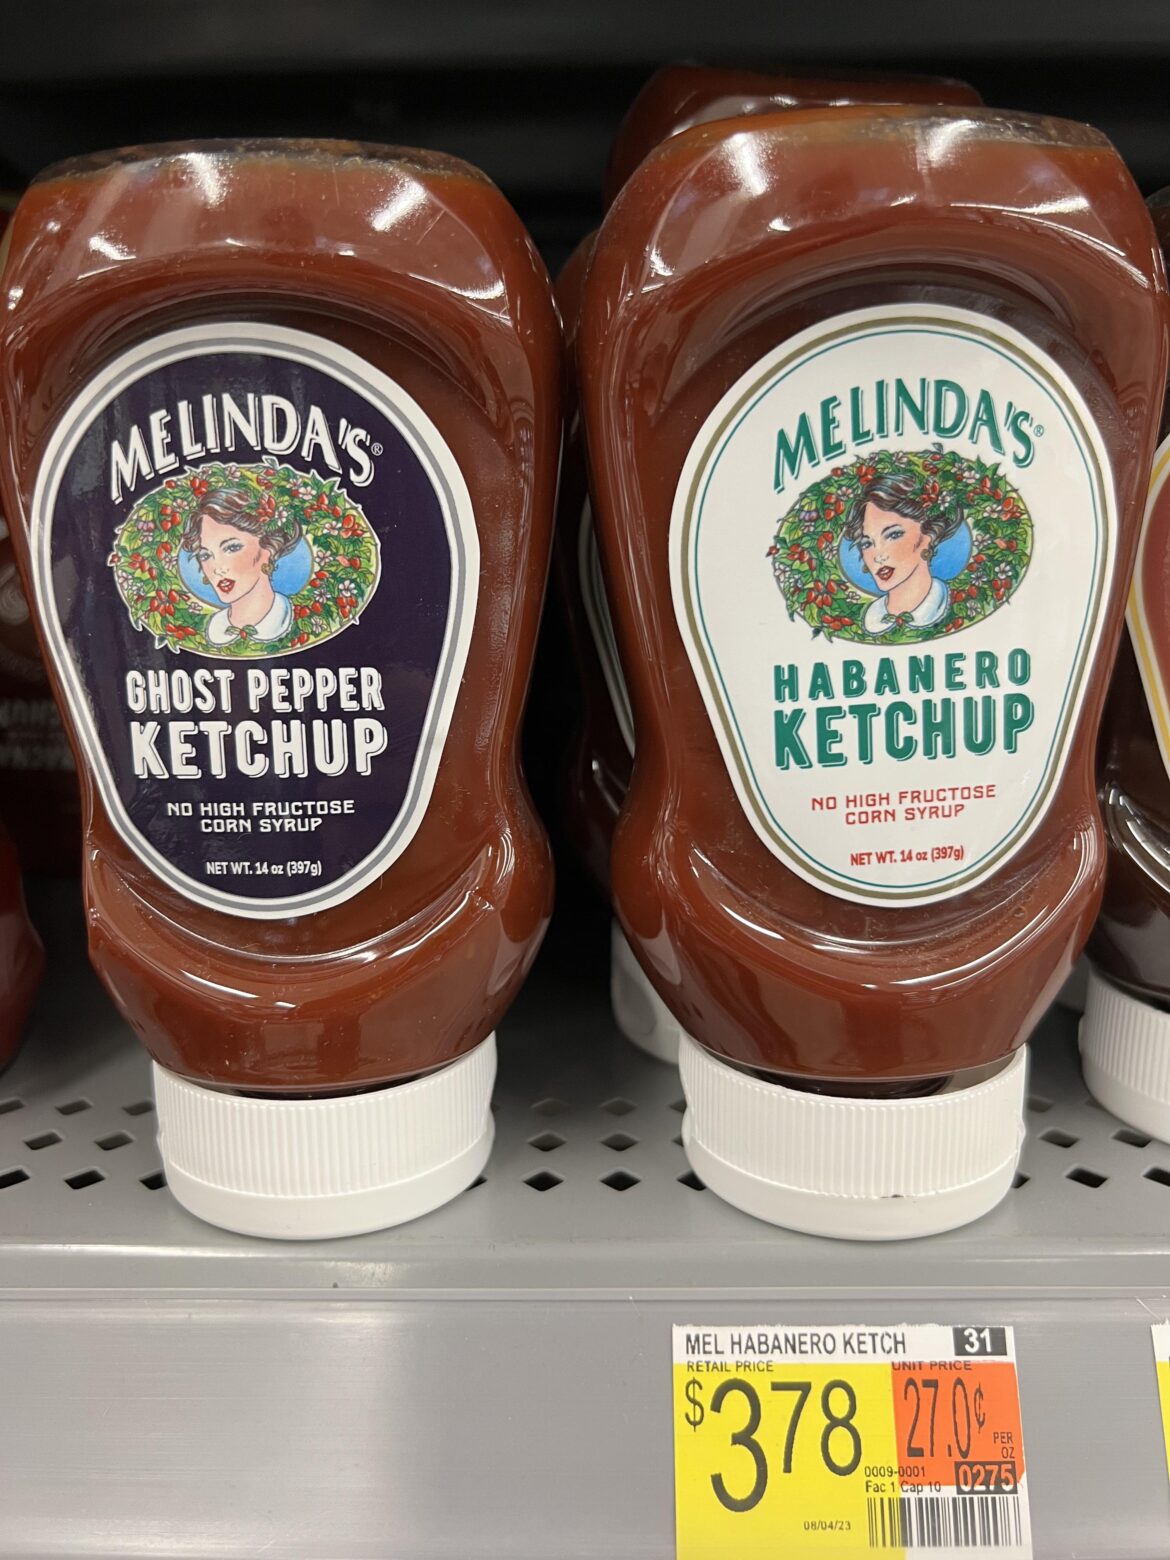 MELINDA'S®
GHOST PEPPER
KETCHUP
NO HIGH FRUCTOSE
CORN SYRUP
NET WT. 14 oz (397g)
MELINDA'S®
HABANERO
KETCHUP
NO HIGH FRUCTOSE
CORN SYRUP
NET WT. 14 oz (397g)
MEL HABANERO KETCH 31
RETAIL PRICE UNIT PRICE
$3.78 27.0¢
PER
OZ
0009-0001 0275
Fac 1 Cap 10
08/04/23